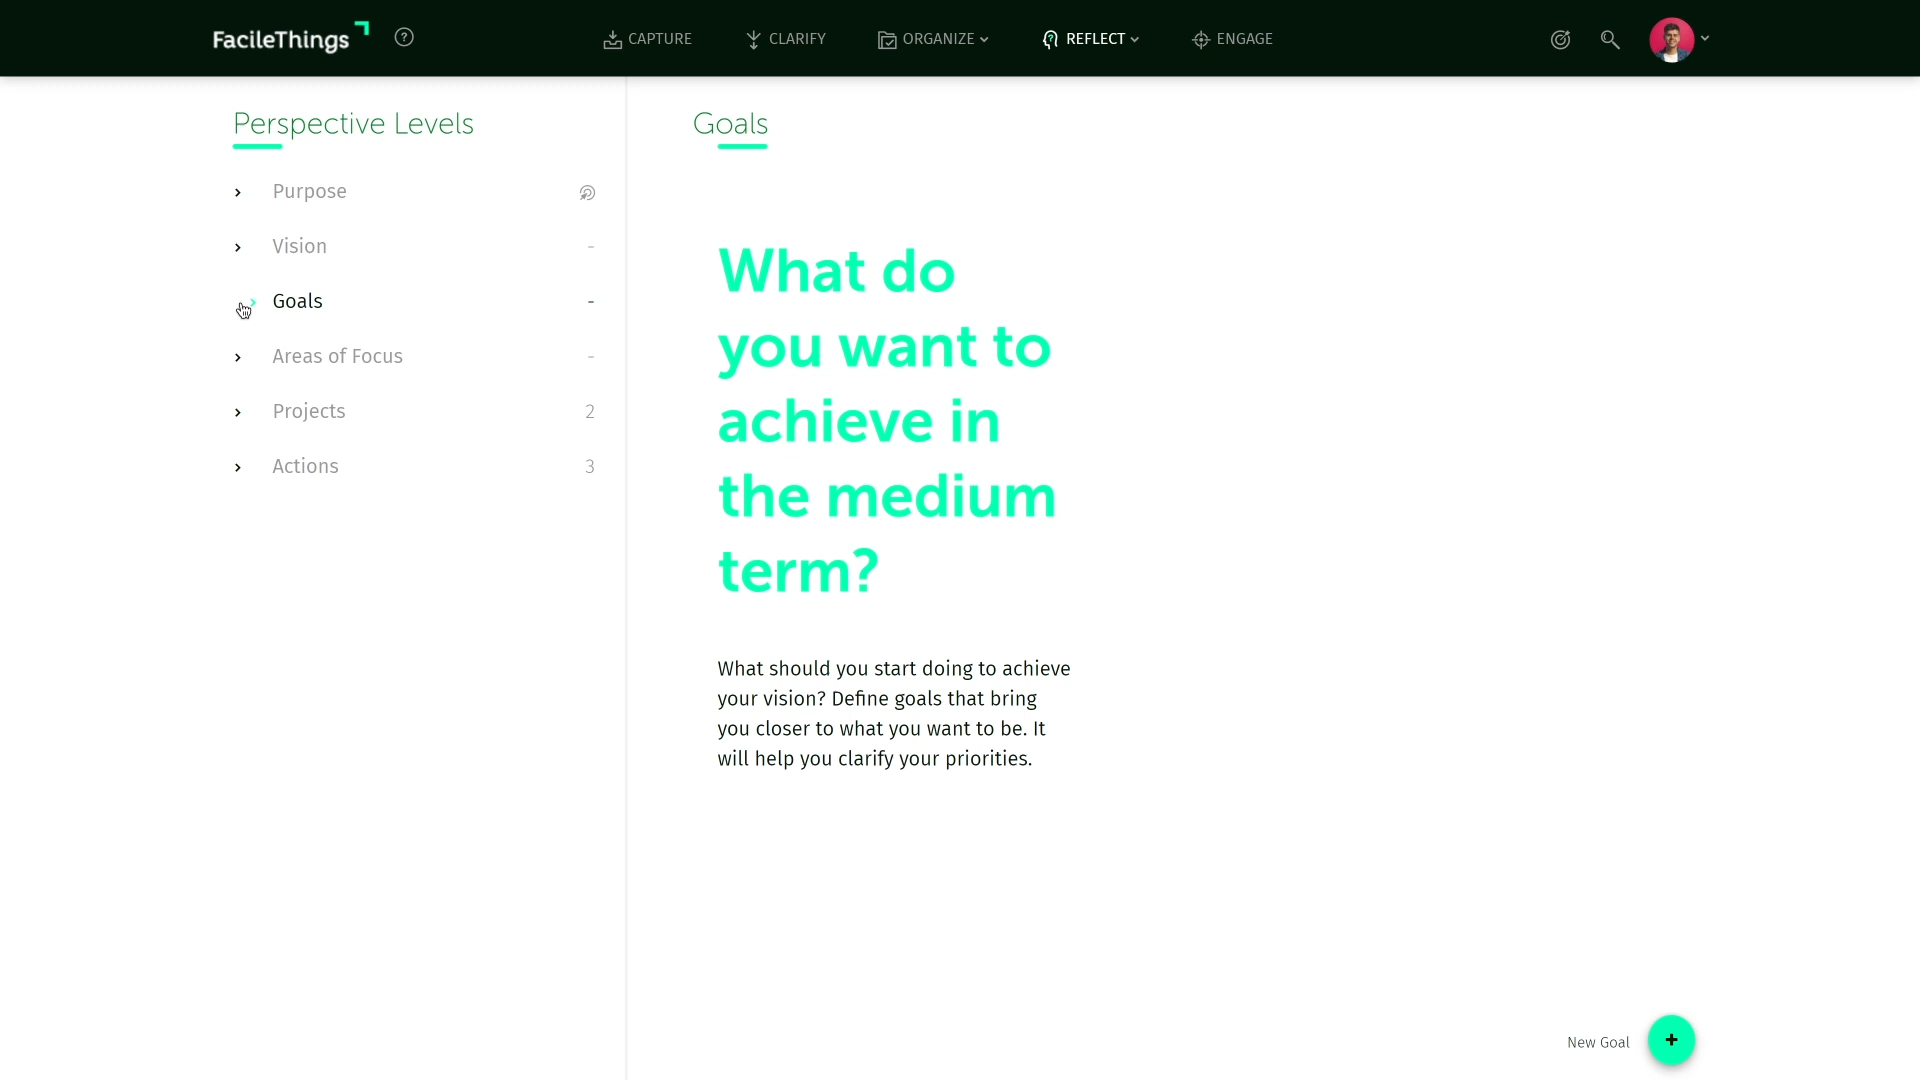 FacileThings
CAPTURE
CLARIFY
ORGANIZE
REFLECT
ENGAGE
Perspective Levels
Purpose
Vision -
Goals -
Areas of Focus -
Projects 2
Actions 3
Goals
What do
you want to
achieve in
the medium
term?
What should you start doing to achieve
your vision? Define goals that bring
you closer to what you want to be. It
will help you clarify your priorities.
New Goal +